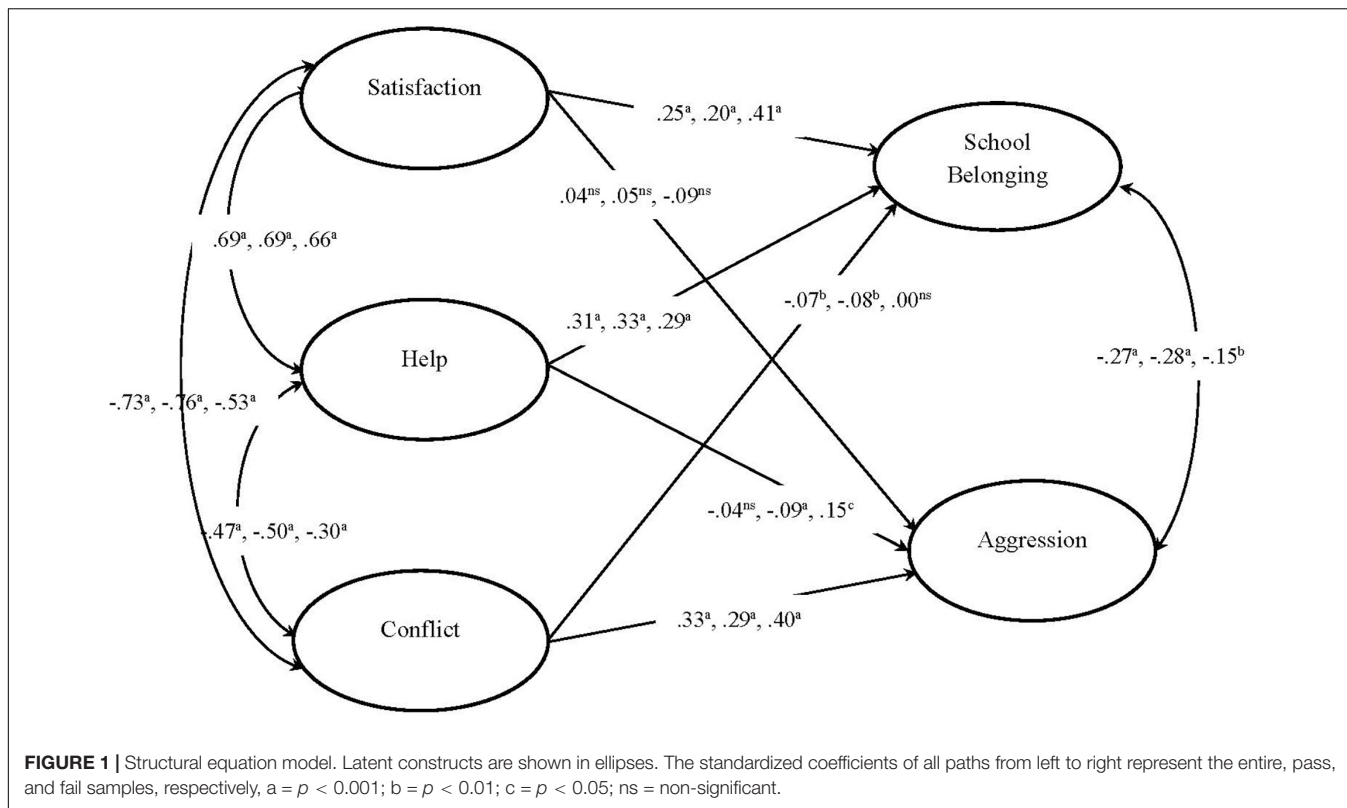 Satisfaction
School
Belonging
.25ᵃ, .20ᵃ, .41ᵃ
.04ⁿˢ, .05ⁿˢ, -.09ⁿˢ
.69ᵃ, .69ᵃ, .66ᵃ
Help
.31ᵃ, .33ᵃ, .29ᵃ
-.07ᵇ, -.08ᵇ, .00ⁿˢ
-.27ᵃ, -.28ᵃ, -.15ᵇ
-.73ᵃ, -.76ᵃ, -.53ᵃ
-.04ⁿˢ, -.09ᵃ, .15ᶜ
-.47ᵃ, -.50ᵃ, -.30ᵃ
Aggression
Conflict
.33ᵃ, .29ᵃ, .40ᵃ
FIGURE 1 | Structural equation model. Latent constructs are shown in ellipses. The standardized coefficients of all paths from left to right represent the entire, pass,
and fail samples, respectively, a = p < 0.001; b = p < 0.01; c = p < 0.05; ns = non-significant.